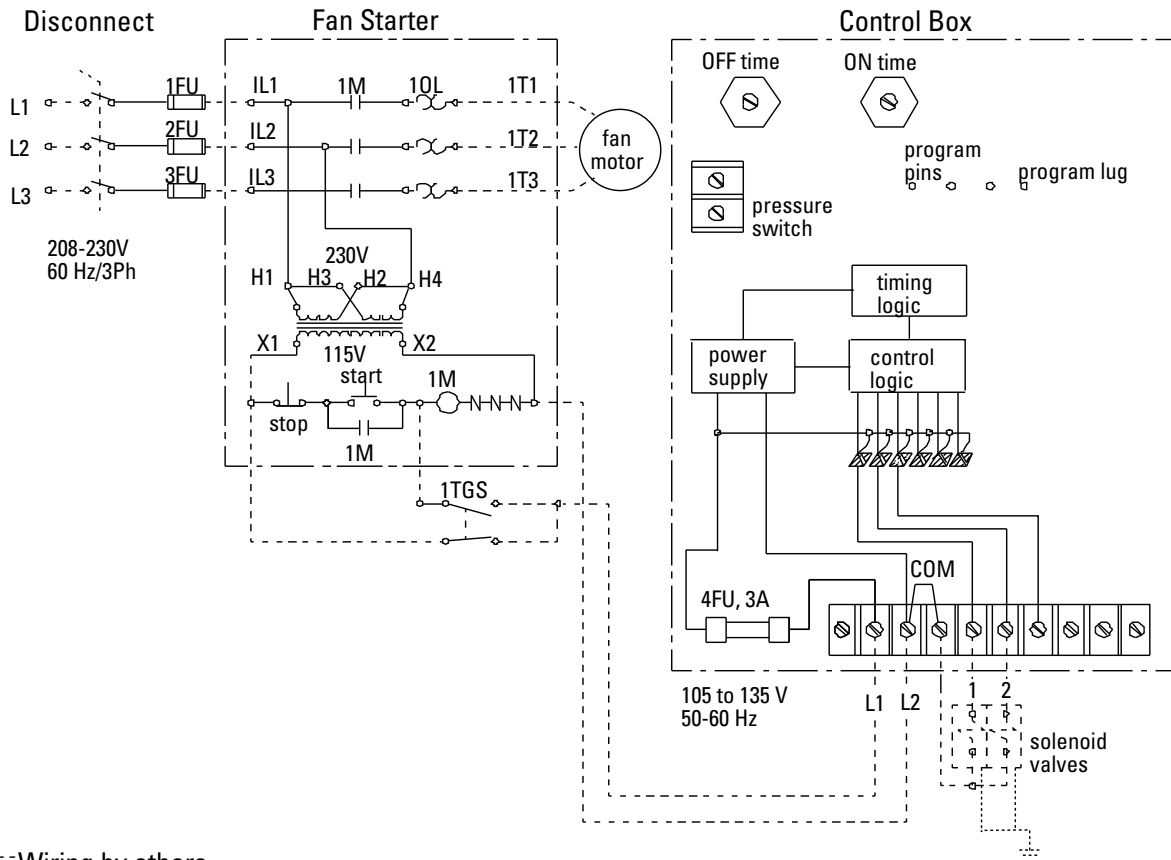 Disconnect
Fan Starter
Control Box
OFF time
ON time
1FU
IL1
1M
1OL
1T1
L1
2FU
IL2
1T2
L2
fan
motor
3FU
IL3
1T3
L3
program
pins
program lug
pressure
switch
208-230V
60 Hz/3Ph
230V
H1
H3
H2
H4
timing
logic
X1
115V
X2
power
supply
control
logic
start
1M
stop
1M
1TGS
COM
4FU, 3A
105 to 135 V
50-60 Hz
L1
L2
1
2
solenoid
valves
Wiring by others